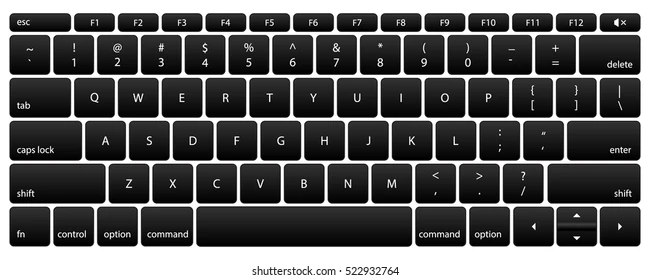 esc F1 F2 F3 F4 F5 F6 F7 F8 F9 F10 F11 F12
~ ! @ # $ % ^ & * ( ) _ +
` 1 2 3 4 5 6 7 8 9 0 - = delete
tab Q W E R T Y U I O P { } |
[ ] \
caps lock A S D F G H J K L : “
; ‘ enter
shift Z X C V B N M < > ?
, . / shift
fn control option command command option
shutterstock.com · 522932764